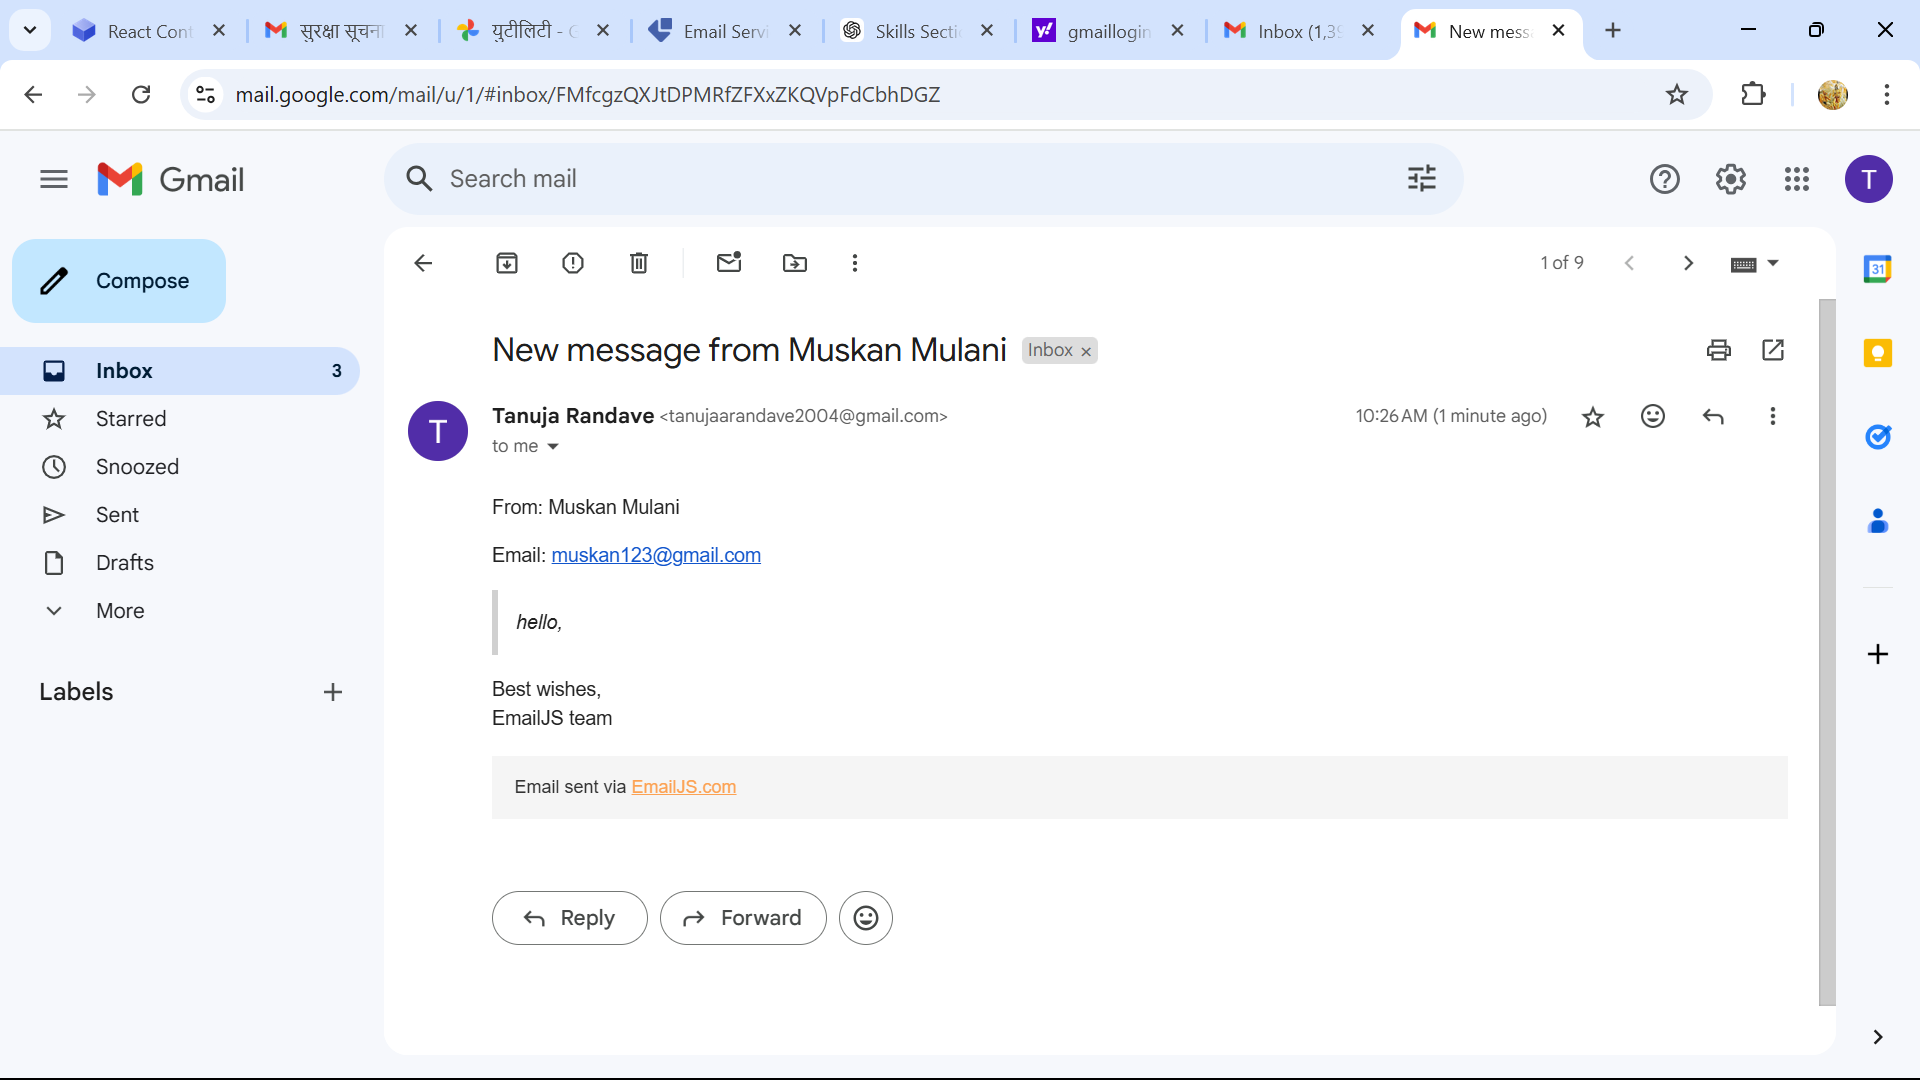 React Cont
सुरक्षा सूचना
युटीलिटी - G
Email Servi
Skills Secti
gmaillogin
Inbox (1,39
New mess
mail.google.com/mail/u/1/#inbox/FMfcgzQXJtDPMRfZFXxZKQVpFdCbhDGZ
Gmail
Search mail
T
Compose
1 of 9
31
Inbox 3
Starred
Snoozed
Sent
Drafts
More
Labels
New message from Muskan Mulani Inbox
T
Tanuja Randave <tanujaarandave2004@gmail.com> 10:26 AM (1 minute ago)
to me
From: Muskan Mulani
Email: muskan123@gmail.com
hello,
Best wishes,
EmailJS team
Email sent via EmailJS.com
Reply Forward